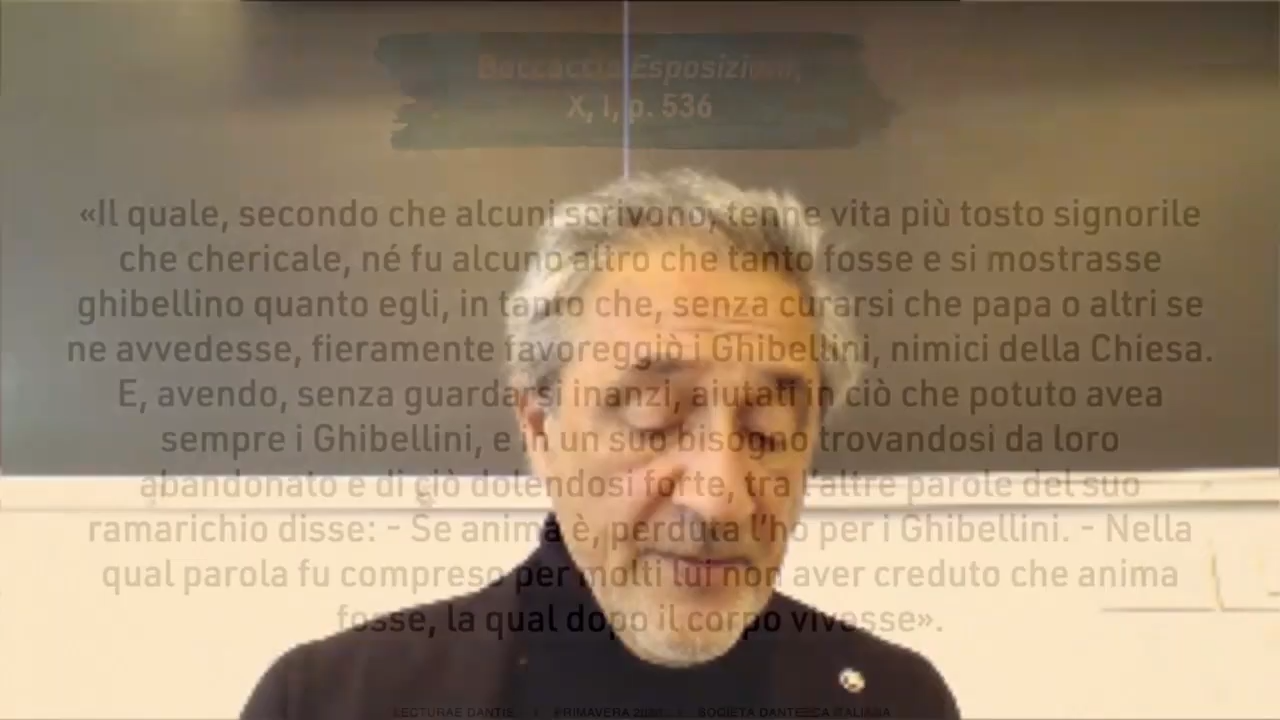 Boccaccio Esposizioni,
X, I, p. 536
«Il quale, secondo che alcuni scrivono, tenne vita più tosto signorile
che chericale, né fu alcuno altro che tanto fosse e si mostrasse
ghibellino quanto egli, in tanto che, senza curarsi che papa o altri se
ne avvedesse, fieramente favoreggiò i Ghibellini, nimici della Chiesa.
E, avendo, senza guardarsi inanzi, aiutati in ciò che potuto avea
sempre i Ghibellini, e in un suo bisogno trovandosi da loro
abandonato e di ciò dolendosi forte, tra l'altre parole del suo
ramarichio disse: - Se anima è, perduta l'ho per i Ghibellini. - Nella
qual parola fu compreso per molti lui non aver creduto che anima
fosse, la qual dopo il corpo vivesse».
LECTURAE DANTIS | PRIMAVERA | SOCIETÀ DANTESCA ITALIANA